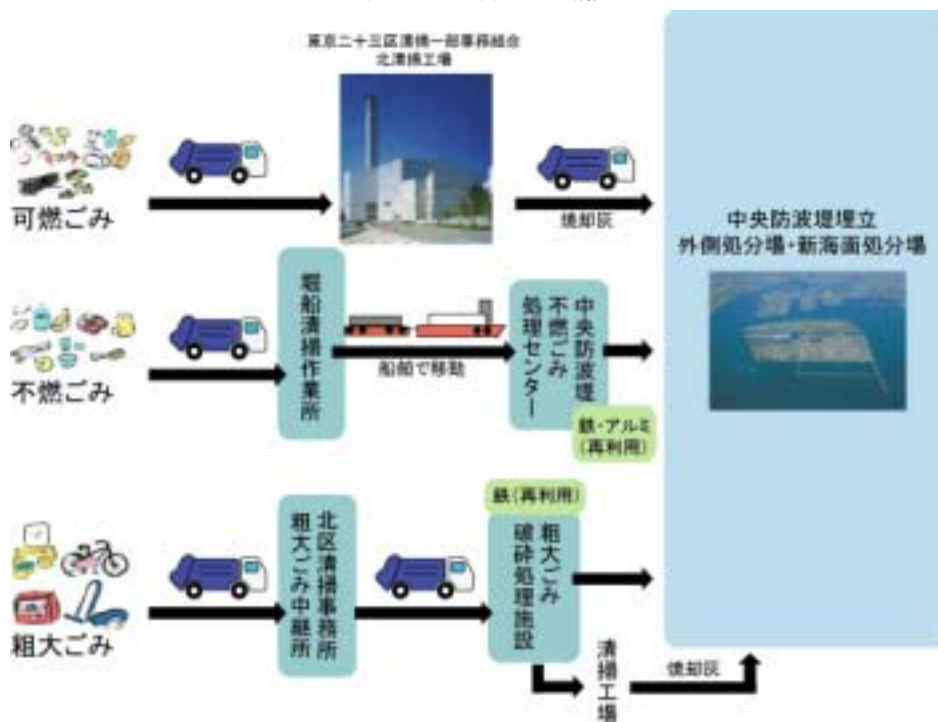 東京二十三区清掃一部事務組合
北清掃工場
可燃ごみ
焼却灰
中央防波堤埋立
外側処分場・新海面処分場
不燃ごみ
堀船清掃作業所
船舶で移動
中央防波堤
不燃ごみ
処理センター
鉄・アルミ
(再利用)
粗大ごみ
北区清掃事務所
粗大ごみ中継所
鉄(再利用)
粗大ごみ
破砕処理施設
清掃工場
焼却灰